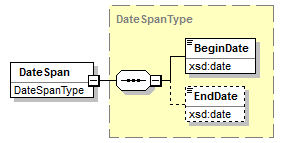 DateSpanType
BeginDate
xsd:date
DateSpan
DateSpanType
EndDate
xsd:date